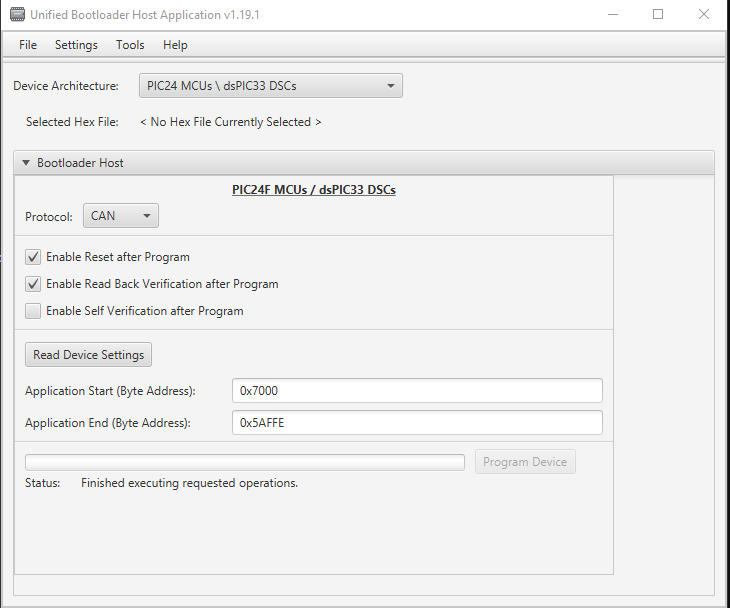 Unified Bootloader Host Application v1.19.1
File Settings Tools Help
Device Architecture: PIC24 MCUs \ dsPIC33 DSCs
Selected Hex File: < No Hex File Currently Selected >
Bootloader Host
PIC24F MCUs / dsPIC33 DSCs
Protocol: CAN
Enable Reset after Program
Enable Read Back Verification after Program
Enable Self Verification after Program
Read Device Settings
Application Start (Byte Address): 0x7000
Application End (Byte Address): 0x5AFFE
Program Device
Status: Finished executing requested operations.